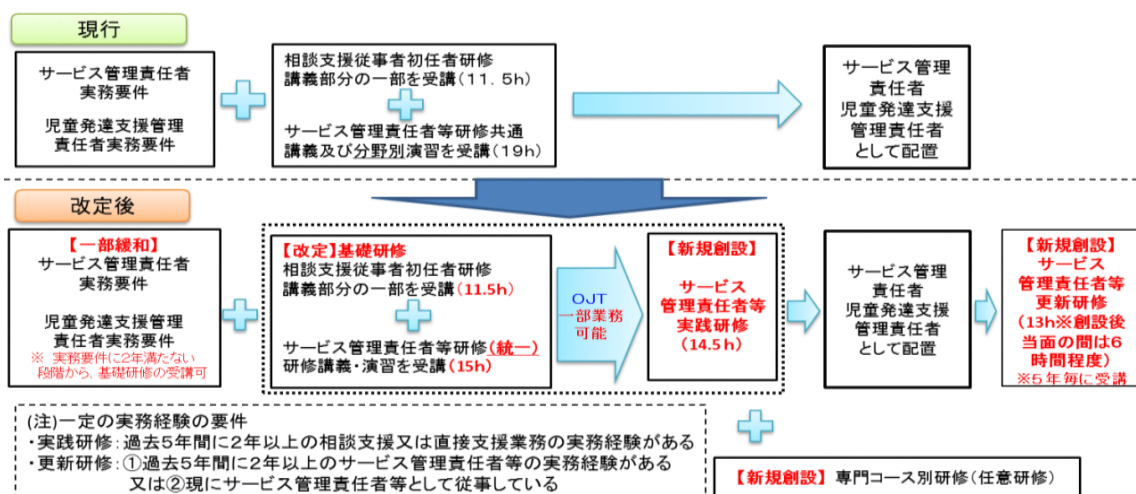 現行
サービス管理責任者
実務要件
児童発達支援管理
責任者実務要件
相談支援従事者初任者研修
講義部分の一部を受講(11.5h)
サービス管理責任者等研修共通
講義及び分野別演習を受講(19h)
サービス管理
責任者
児童発達支援
管理責任者
として配置
改定後
【一部緩和】
サービス管理責任者
実務要件
児童発達支援管理
責任者実務要件
※ 実務要件に2年満たない
段階から、基礎研修の受講可
【改定】基礎研修
相談支援従事者初任者研修
講義部分の一部を受講(11.5h)
サービス管理責任者等研修(統一)
研修講義・演習を受講(15h)
OJT
一部業務
可能
【新規創設】
サービス
管理責任者等
実践研修
(14.5h)
サービス管理
責任者
児童発達支援
管理責任者
として配置
【新規創設】
サービス
管理責任者等
更新研修
(13h※創設後
当面の間は6
時間程度)
※5年毎に受講
(注)一定の実務経験の要件
・実践研修:過去5年間に2年以上の相談支援又は直接支援業務の実務経験がある
・更新研修:①過去5年間に2年以上のサービス管理責任者等の実務経験がある
又は②現にサービス管理責任者等として従事している
【新規創設】専門コース別研修(任意研修)